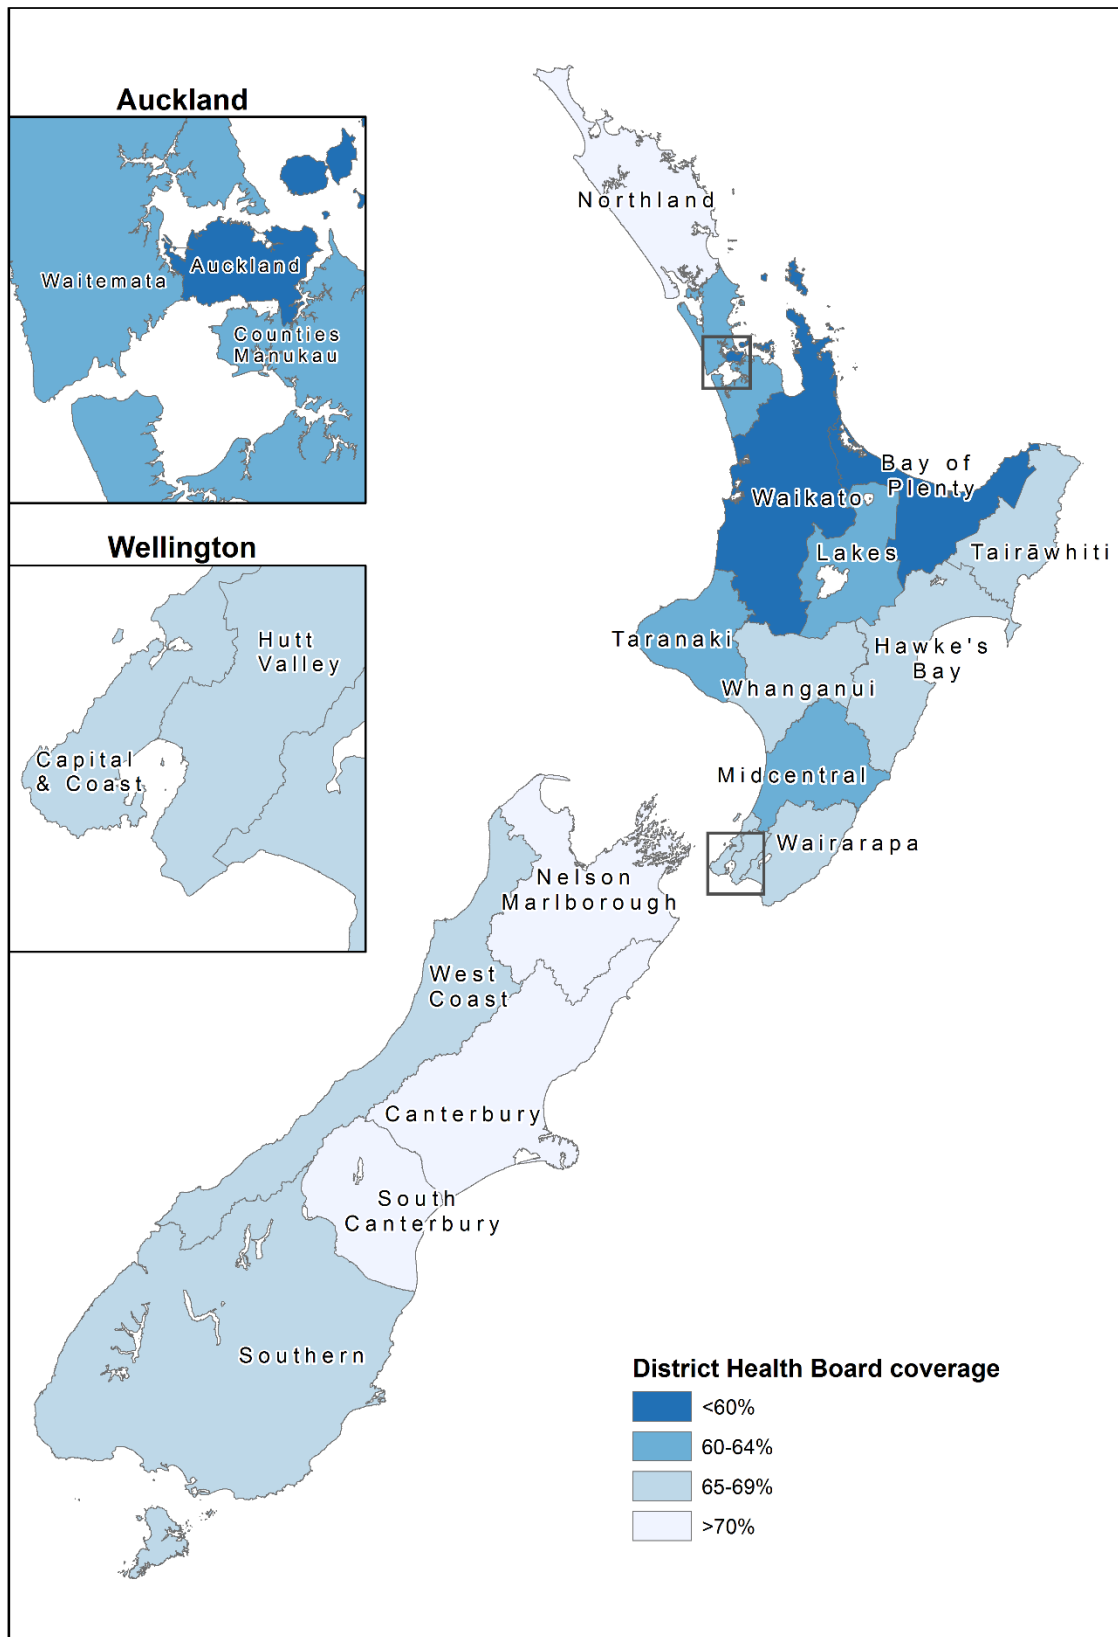 Auckland
Waitemata
Auckland
Counties
Manukau
Wellington
Hutt
Valley
Capital
& Coast
Northland
Bay of
Plenty
Waikato
Lakes
Tairāwhiti
Taranaki
Hawke's
Bay
Whanganui
Midcentral
Wairarapa
Nelson
Marlborough
West
Coast
Canterbury
South
Canterbury
Southern
District Health Board coverage
<60%
60-64%
65-69%
>70%